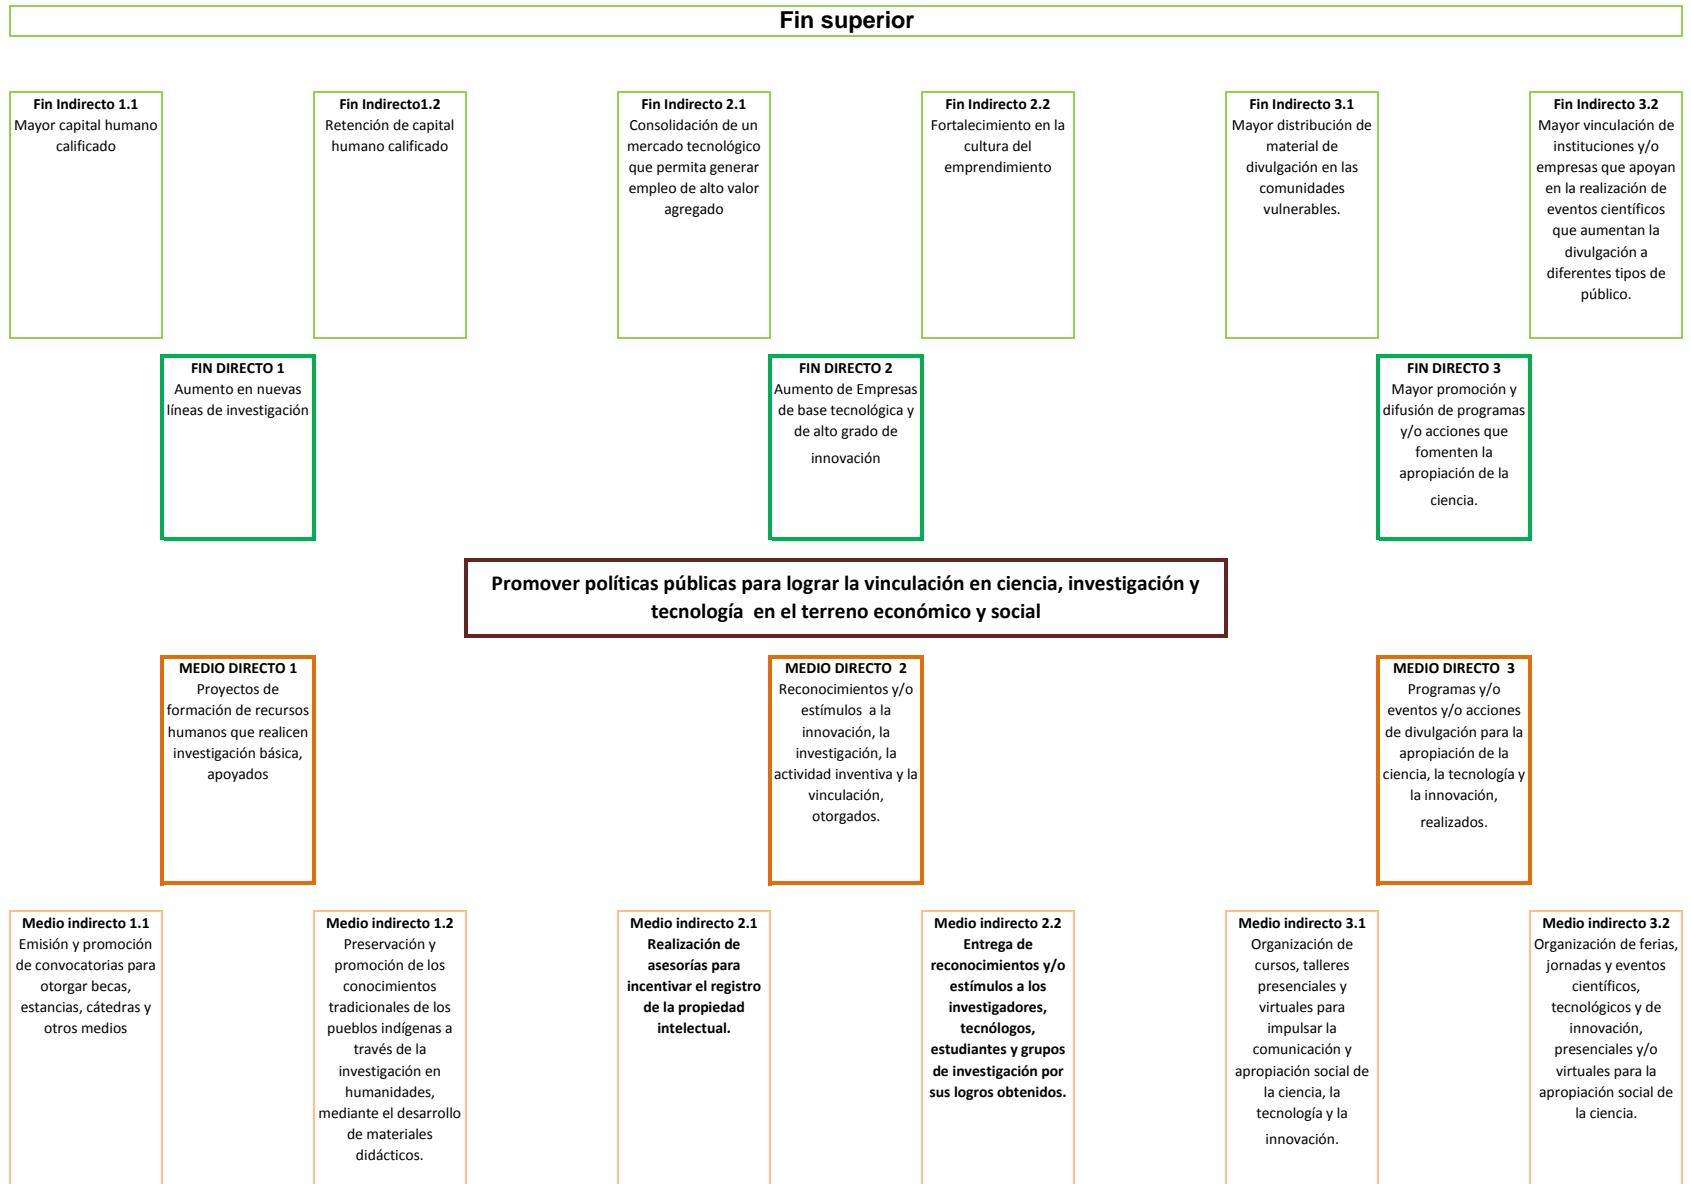 Fin superior
Fin Indirecto 1.1
Mayor capital humano
calificado
Fin Indirecto1.2
Retención de capital
humano calificado
Fin Indirecto 2.1
Consolidación de un
mercado tecnológico
que permita generar
empleo de alto valor
agregado
Fin Indirecto 2.2
Fortalecimiento en la
cultura del
emprendimiento
Fin Indirecto 3.1
Mayor distribución de
material de
divulgación en las
comunidades
vulnerables.
Fin Indirecto 3.2
Mayor vinculación de
instituciones y/o
empresas que apoyan
en la realización de
eventos científicos
que aumentan la
divulgación a
diferentes tipos de
público.
FIN DIRECTO 1
Aumento en nuevas
líneas de investigación
FIN DIRECTO 2
Aumento de Empresas
de base tecnológica y
de alto grado de
innovación
FIN DIRECTO 3
Mayor promoción y
difusión de programas
y/o acciones que
fomenten la
apropiación de la
ciencia.
Promover políticas públicas para lograr la vinculación en ciencia, investigación y
tecnología  en el terreno económico y social
MEDIO DIRECTO 1
Proyectos de
formación de recursos
humanos que realicen
investigación básica,
apoyados
MEDIO DIRECTO  2
Reconocimientos y/o
estímulos  a la
innovación, la
investigación, la
actividad inventiva y la
vinculación,
otorgados.
MEDIO DIRECTO  3
Programas y/o
eventos y/o acciones
de divulgación para la
apropiación de la
ciencia, la tecnología y
la innovación,
realizados.
Medio indirecto 1.1
Emisión y promoción
de convocatorias para
otorgar becas,
estancias, cátedras y
otros medios
Medio indirecto 1.2
Preservación y
promoción de los
conocimientos
tradicionales de los
pueblos indígenas a
través de la
investigación en
humanidades,
mediante el desarrollo
de materiales
didácticos.
Medio indirecto 2.1
Realización de
asesorías para
incentivar el registro
de la propiedad
intelectual.
Medio indirecto 2.2
Entrega de
reconocimientos y/o
estímulos a los
investigadores,
tecnólogos,
estudiantes y grupos
de investigación por
sus logros obtenidos.
Medio indirecto 3.1
Organización de
cursos, talleres
presenciales y
virtuales para
impulsar la
comunicación y
apropiación social de
la ciencia, la
tecnología y la
innovación.
Medio indirecto 3.2
Organización de ferias,
jornadas y eventos
científicos,
tecnológicos y de
innovación,
presenciales y/o
virtuales para la
apropiación social de
la ciencia.